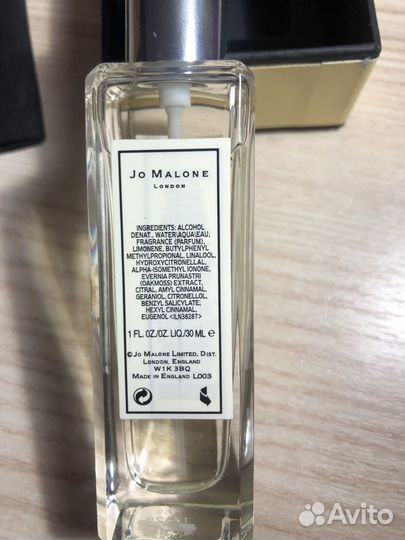 JO MALONE
LONDON
INGREDIENTS: ALCOHOL
DENAT., WATER\AQUA\EAU,
FRAGRANCE (PARFUM),
LIMONENE, BUTYLPHENYL
METHYLPROPIONAL, LINALOOL,
HYDROXYCITRONELLAL,
ALPHA-ISOMETHYL IONONE,
EVERNIA PRUNASTRI
(OAKMOSS) EXTRACT,
CITRAL, AMYL CINNAMAL,
GERANIOL, CITRONELLOL,
BENZYL SALICYLATE,
HEXYL CINNAMAL,
EUGENOL <ILN38287>
1 FL. OZ./OZ. LIQ./30 ML ℮
© JO MALONE LIMITED, DIST.
LONDON, ENGLAND
W1K 3BQ
MADE IN ENGLAND L003
Avito